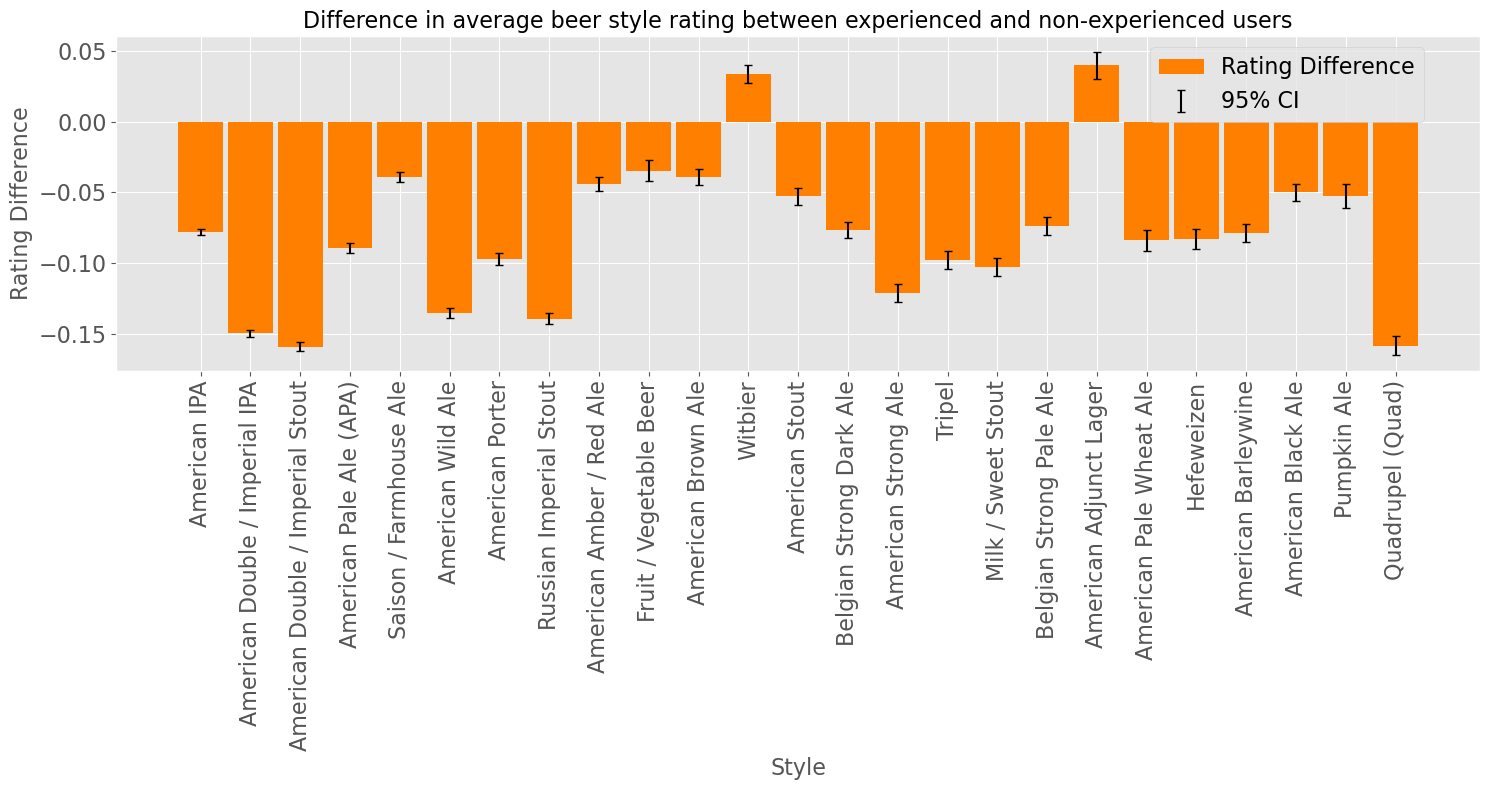 Difference in average beer style rating between experienced and non-experienced users
Rating Difference
95% CI
Rating Difference
0.05
0.00
−0.05
−0.10
−0.15
American IPA
American Double / Imperial IPA
American Double / Imperial Stout
American Pale Ale (APA)
Saison / Farmhouse Ale
American Wild Ale
American Porter
Russian Imperial Stout
American Amber / Red Ale
Fruit / Vegetable Beer
American Brown Ale
Witbier
American Stout
Belgian Strong Dark Ale
American Strong Ale
Tripel
Milk / Sweet Stout
Belgian Strong Pale Ale
American Adjunct Lager
American Pale Wheat Ale
Hefeweizen
American Barleywine
American Black Ale
Pumpkin Ale
Quadrupel (Quad)
Style